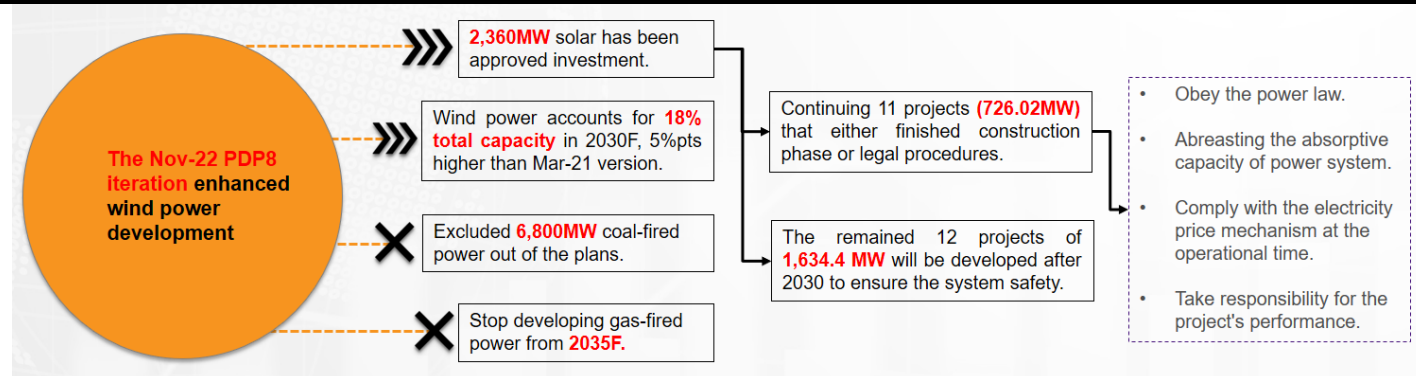 The Nov-22 PDP8
iteration enhanced
wind power
development
2,360MW solar has been
approved investment.
Wind power accounts for 18%
total capacity in 2030F, 5%pts
higher than Mar-21 version.
Excluded 6,800MW coal-fired
power out of the plans.
Stop developing gas-fired
power from 2035F.
Continuing 11 projects (726.02MW)
that either finished construction
phase or legal procedures.
The remained 12 projects of
1,634.4 MW will be developed after
2030 to ensure the system safety.
• Obey the power law.
• Abreasting the absorptive
capacity of power system.
• Comply with the electricity
price mechanism at the
operational time.
• Take responsibility for the
project's performance.